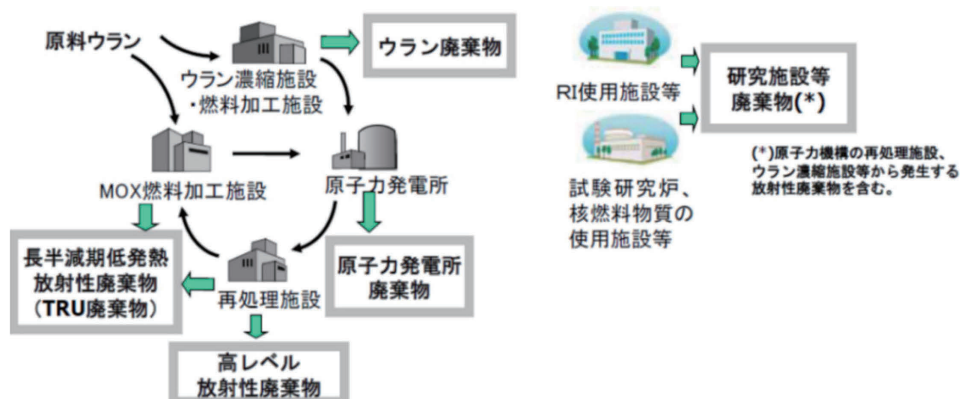 原料ウラン
ウラン濃縮施設
・燃料加工施設
ウラン廃棄物
MOX燃料加工施設
原子力発電所
長半減期低発熱
放射性廃棄物
(TRU廃棄物)
再処理施設
原子力発電所
廃棄物
高レベル
放射性廃棄物
RI使用施設等
研究施設等
廃棄物(*)
試験研究炉、
核燃料物質の
使用施設等
(*)原子力機構の再処理施設、
ウラン濃縮施設等から発生する
放射性廃棄物を含む。